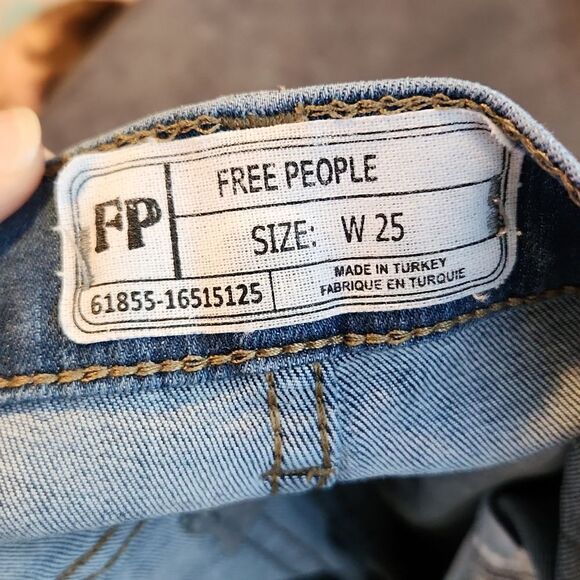 FP
FREE PEOPLE
SIZE: W 25
61855-16515125
MADE IN TURKEY
FABRIQUE EN TURQUIE